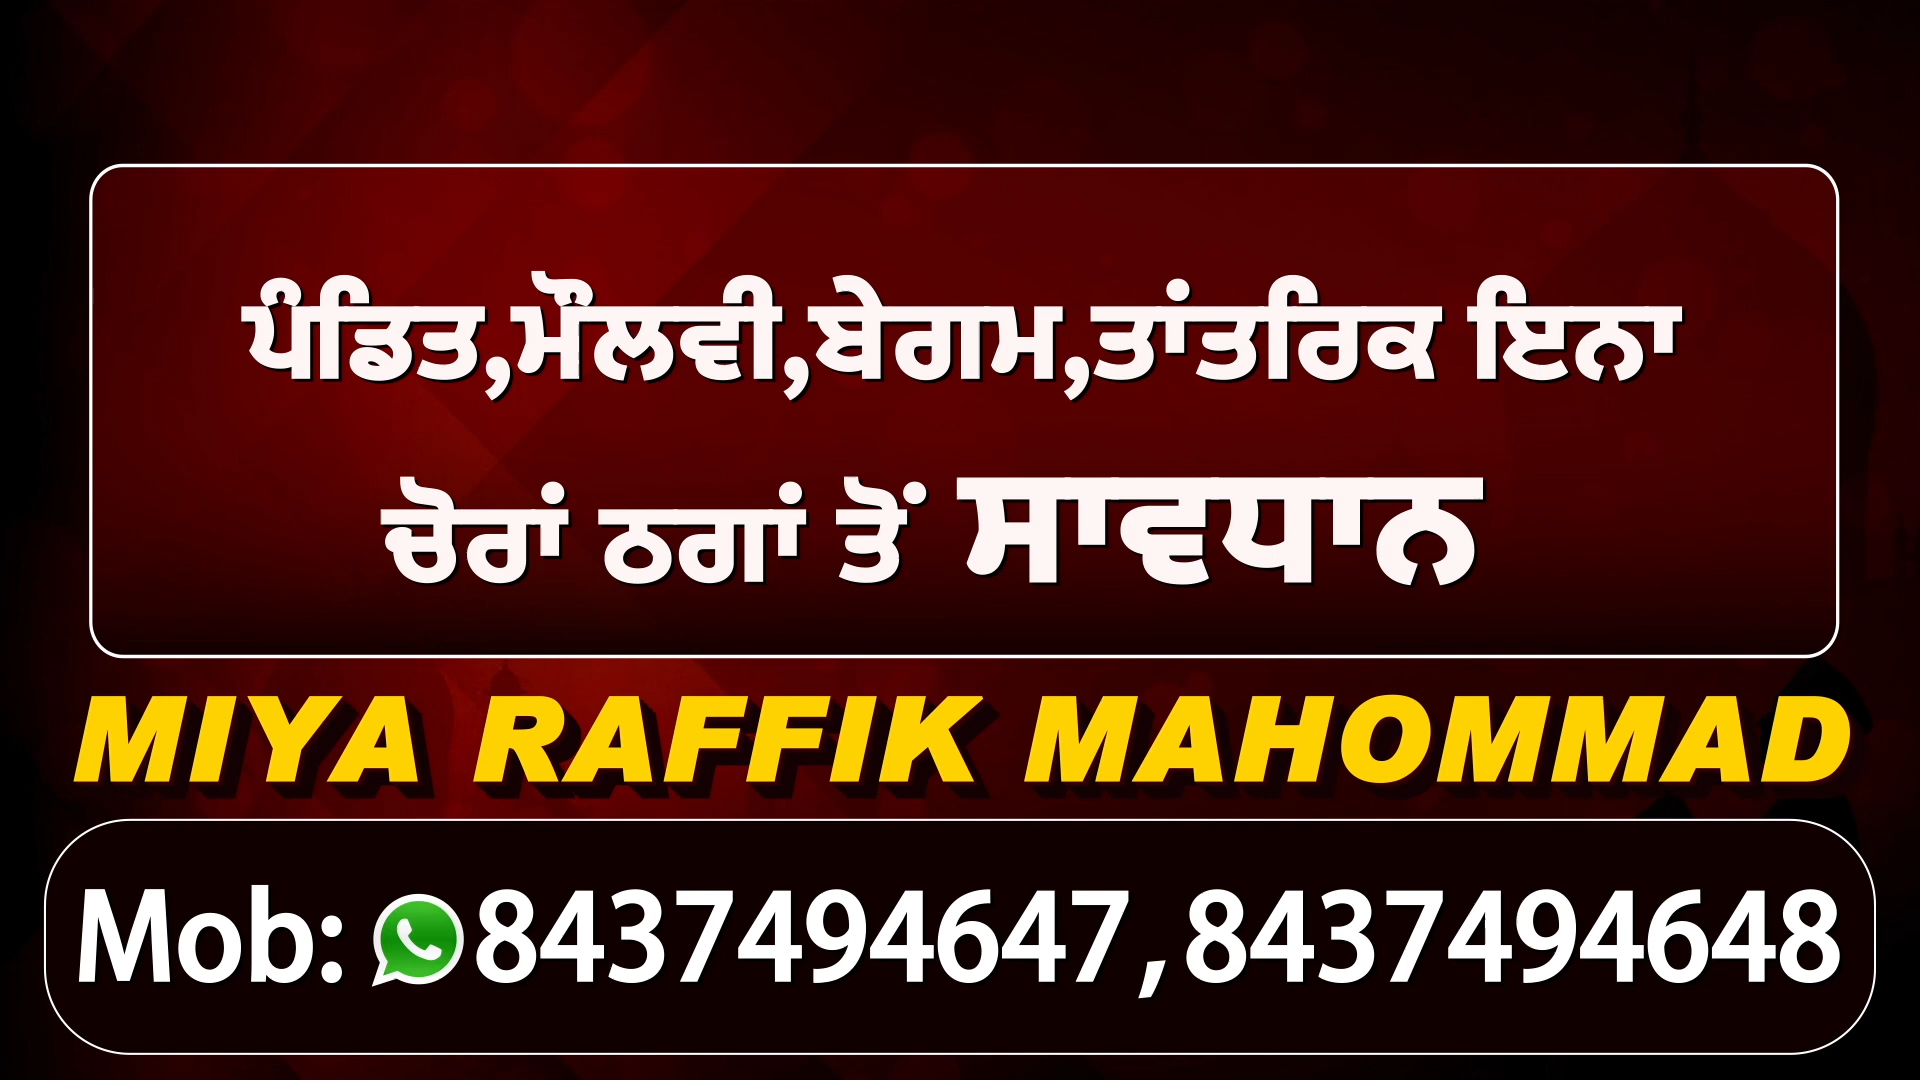 ਪੰਡਿਤ,ਮੌਲਵੀ,ਬੇਗਮ,ਤਾਂਤਰਿਕ ਇਨਾ
ਚੋਰਾਂ ਠਗਾਂ ਤੋਂ ਸਾਵਧਾਨ
MIYA RAFFIK MAHOMMAD
Mob: 8437494647, 8437494648